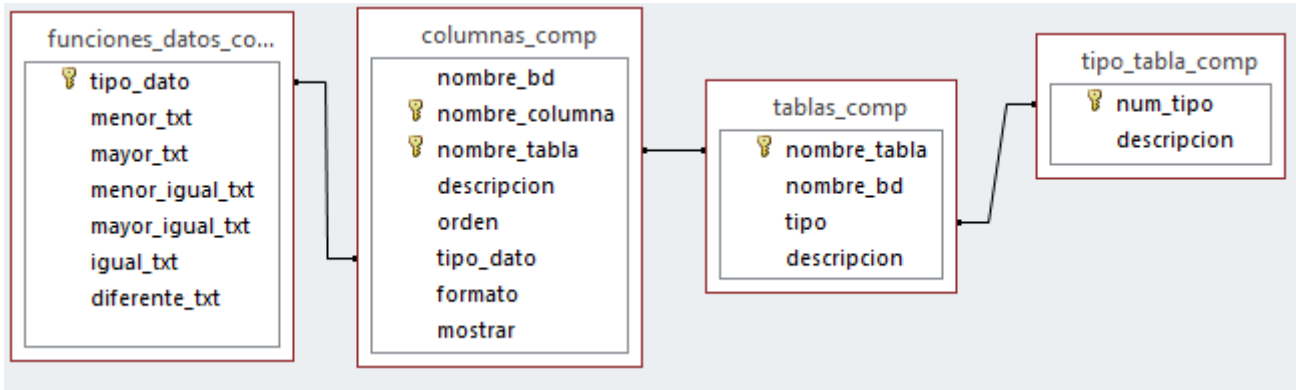 funciones_datos_co...
tipo_dato
menor_txt
mayor_txt
menor_igual_txt
mayor_igual_txt
igual_txt
diferente_txt
columnas_comp
nombre_bd
nombre_columna
nombre_tabla
descripcion
orden
tipo_dato
formato
mostrar
tablas_comp
nombre_tabla
nombre_bd
tipo
descripcion
tipo_tabla_comp
num_tipo
descripcion